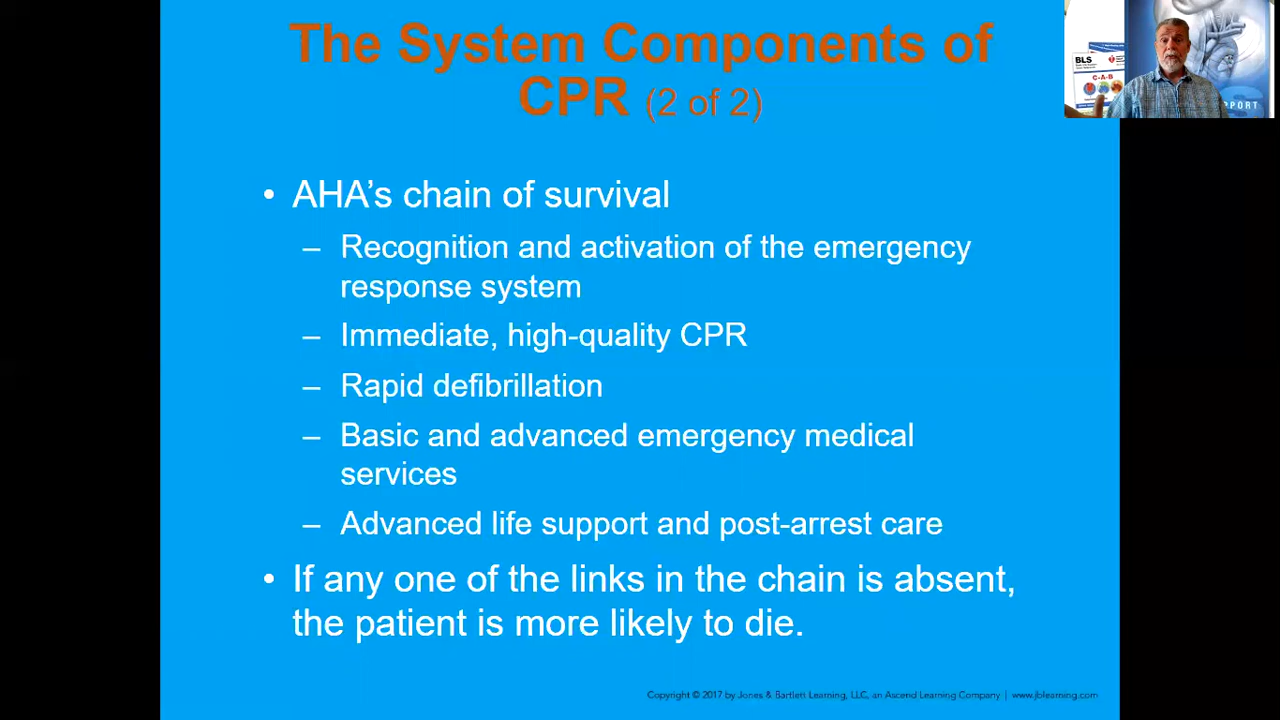 The System Components of
CPR (2 of 2)
• AHA’s chain of survival
– Recognition and activation of the emergency
response system
– Immediate, high-quality CPR
– Rapid defibrillation
– Basic and advanced emergency medical
services
– Advanced life support and post-arrest care
• If any one of the links in the chain is absent,
the patient is more likely to die.
Copyright © 2017 by Jones & Bartlett Learning, LLC, an Ascend Learning Company | www.jblearning.com
BLS
C-A-B
PORT